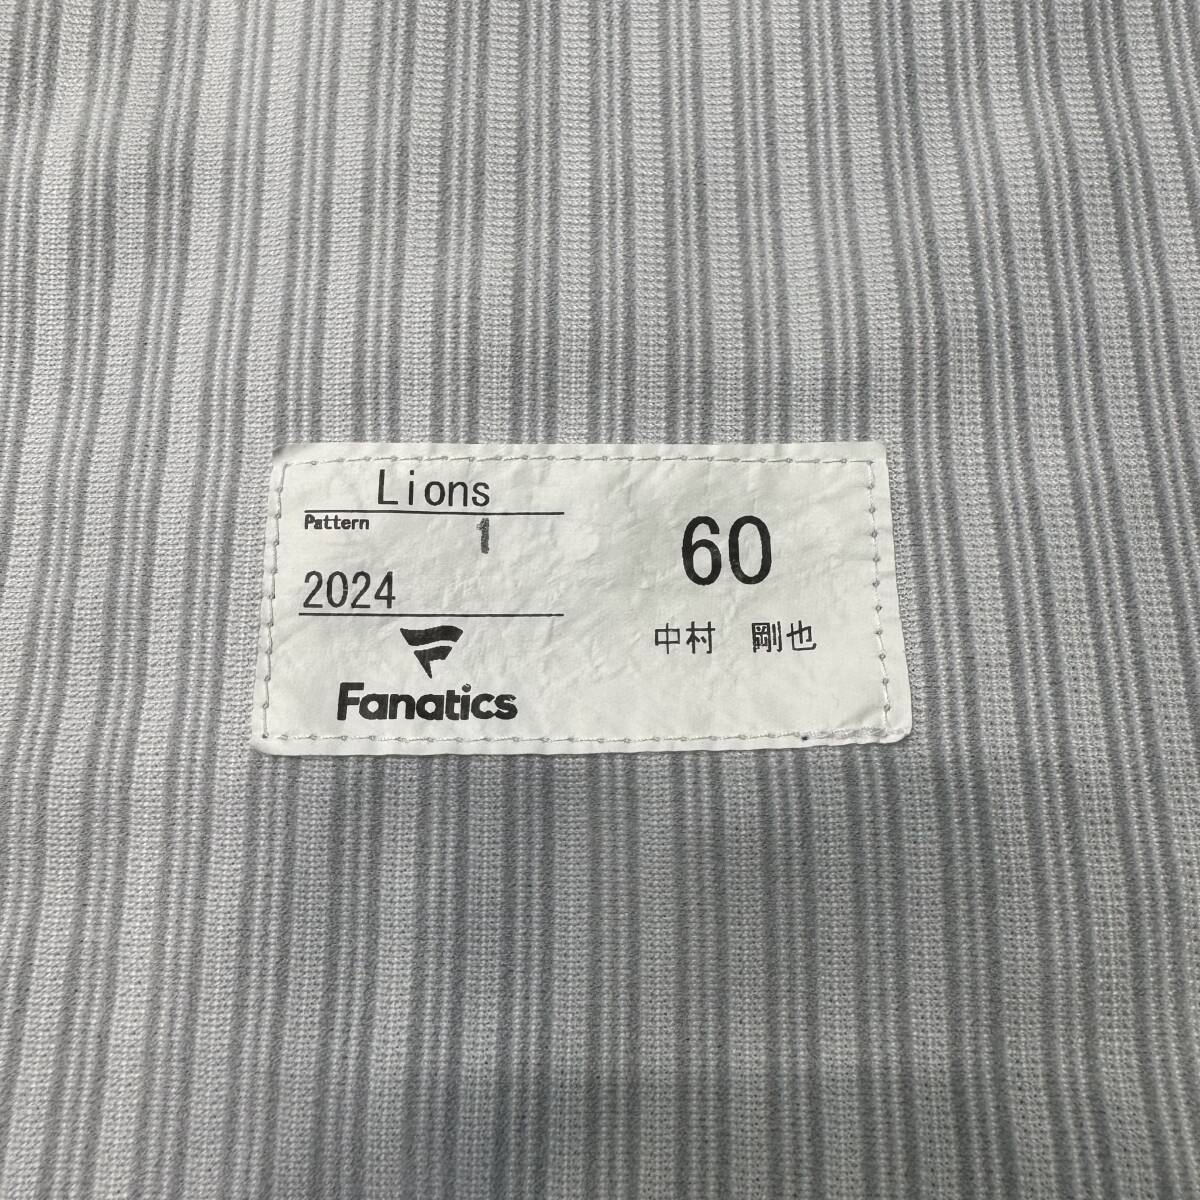 Lions
Pattern 1
2024
Fanatics
60
中村 剛也